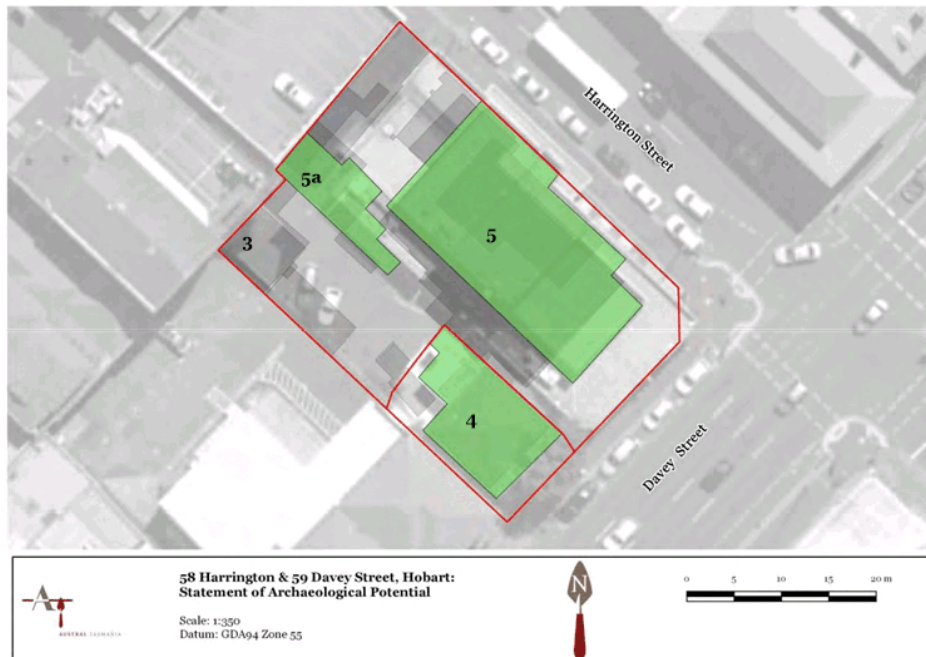 Harrington Street
5a
5
3
4
Davey Street
58 Harrington & 59 Davey Street, Hobart:
Statement of Archaeological Potential
Scale: 1:350
Datum: GDA94 Zone 55
A
AUSTRAL TASMANIA
N
0 5 10 15 20 m